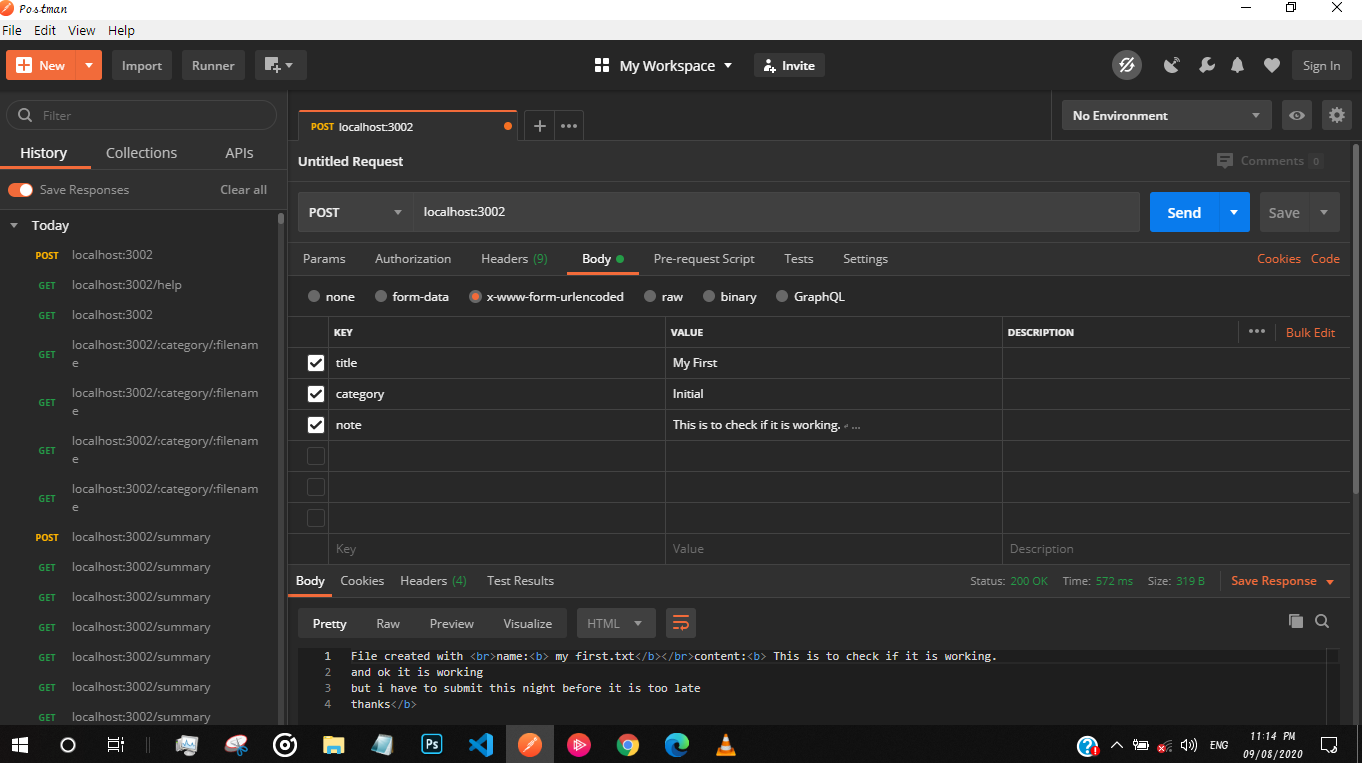 Postman
File Edit View Help
New Import Runner My Workspace Invite Sign In
Filter
History Collections APIs
Save Responses Clear all
Today
POST localhost:3002
GET localhost:3002/help
GET localhost:3002
GET localhost:3002/:category/:filenam
e
GET localhost:3002/:category/:filenam
e
GET localhost:3002/:category/:filenam
e
GET localhost:3002/:category/:filenam
e
POST localhost:3002/summary
GET localhost:3002/summary
GET localhost:3002/summary
GET localhost:3002/summary
GET localhost:3002/summary
GET localhost:3002/summary
GET localhost:3002/summary
POST localhost:3002
No Environment
Untitled Request Comments 0
POST localhost:3002 Send Save
Params Authorization Headers (9) Body Pre-request Script Tests Settings Cookies Code
none form-data x-www-form-urlencoded raw binary GraphQL
KEY VALUE DESCRIPTION ••• Bulk Edit
title My First
category Initial
note This is to check if it is working. ↵ ...
Key Value Description
Body Cookies Headers (4) Test Results Status: 200 OK Time: 572 ms Size: 319 B Save Response
Pretty Raw Preview Visualize HTML
1 File created with <br>name:<b> my first.txt</b></br>content:<b> This is to check if it is working.
2 and ok it is working
3 but i have to submit this night before it is too late
4 thanks</b>
Ps ENG 11:14 PM
09/08/2020